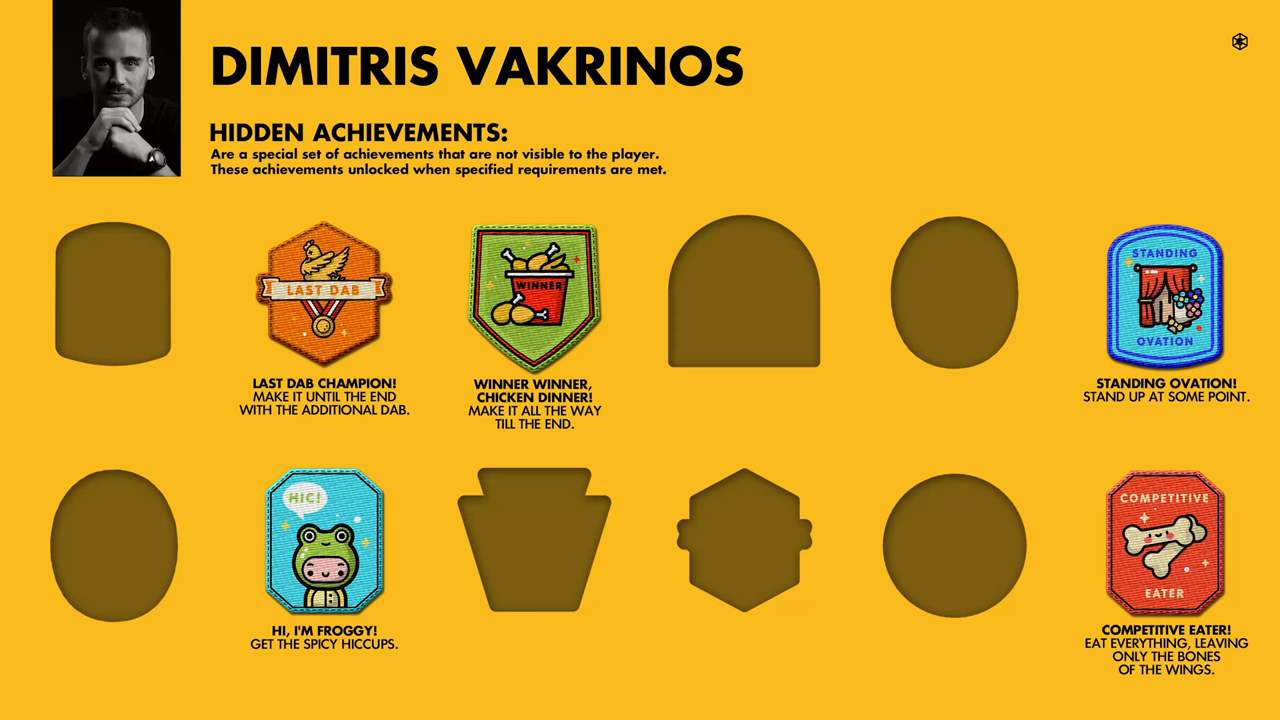 DIMITRIS VAKRINOS
HIDDEN ACHIEVEMENTS:
Are a special set of achievements that are not visible to the player.
These achievements unlocked when specified requirements are met.
LAST DAB
LAST DAB CHAMPION!
MAKE IT UNTIL THE END
WITH THE ADDITIONAL DAB.
WINNER
WINNER WINNER,
CHICKEN DINNER!
MAKE IT ALL THE WAY
TILL THE END.
STANDING
OVATION
STANDING OVATION!
STAND UP AT SOME POINT.
HIC!
HI, I'M FROGGY!
GET THE SPICY HICCUPS.
COMPETITIVE
EATER
COMPETITIVE EATER!
EAT EVERYTHING, LEAVING
ONLY THE BONES
OF THE WINGS.